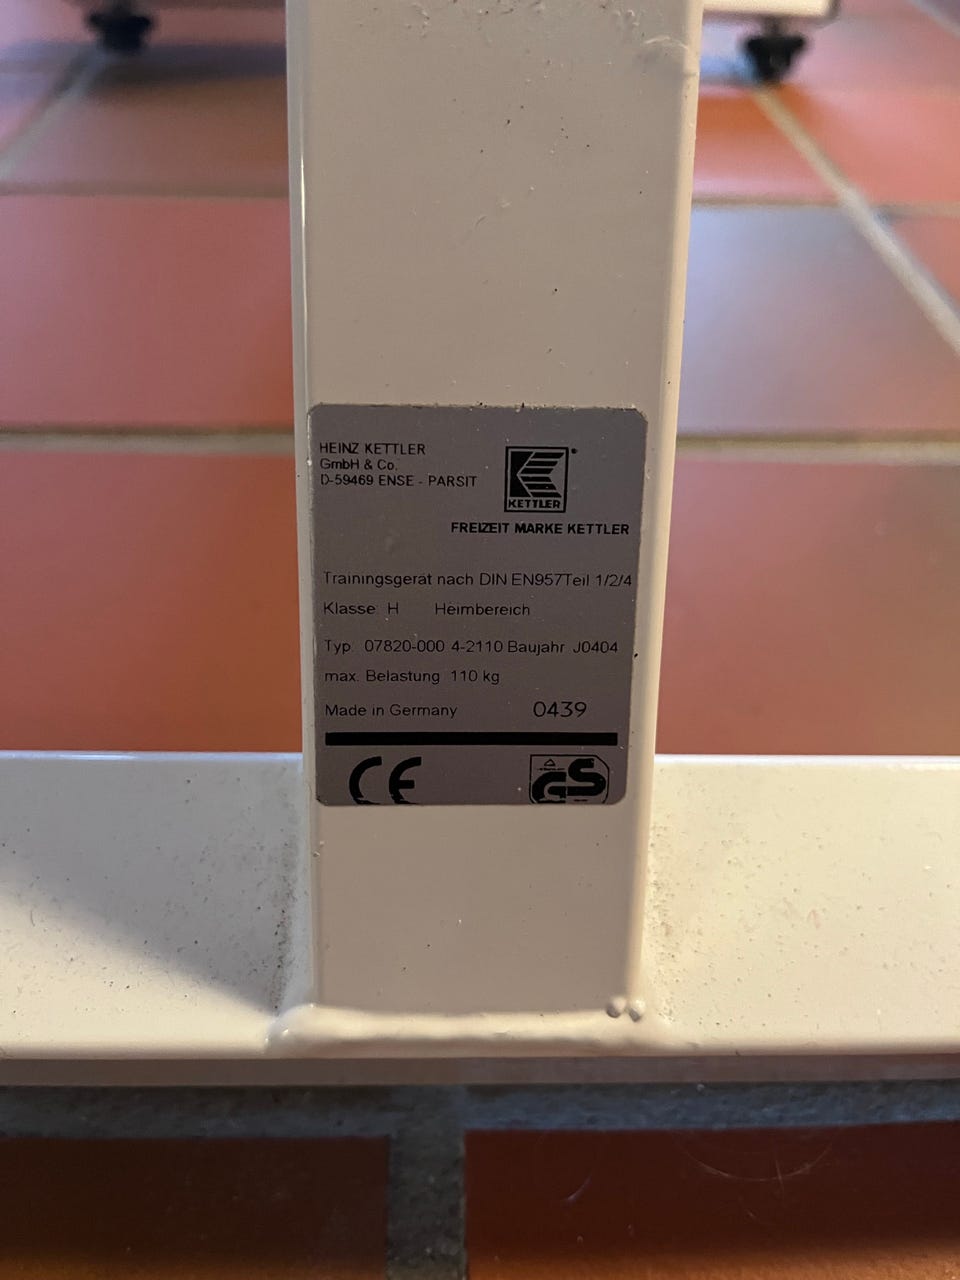 HEINZ KETTLER
GmbH & Co.
D-59469 ENSE - PARSIT
KETTLER
FREIZEIT MARKE KETTLER
Trainingsgerät nach DIN EN957Teil 1/2/4
Klasse H Heimbereich
Typ: 07820-000 4-2110 Baujahr J0404
max. Belastung 110 kg
Made in Germany 0439
CE GS